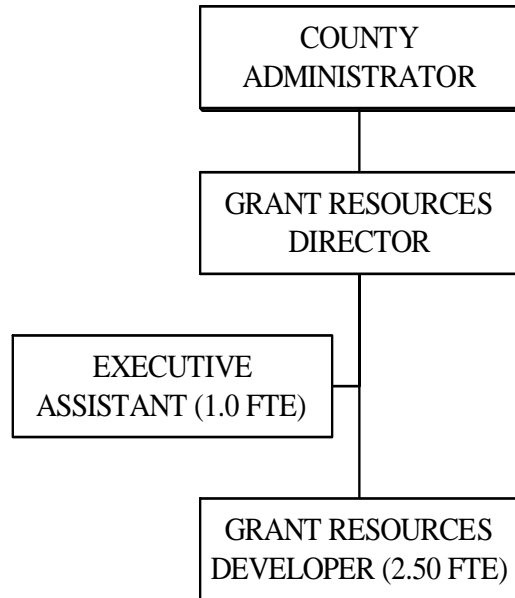 COUNTY
ADMINISTRATOR
GRANT RESOURCES
DIRECTOR
EXECUTIVE
ASSISTANT (1.0 FTE)
GRANT RESOURCES
DEVELOPER (2.50 FTE)